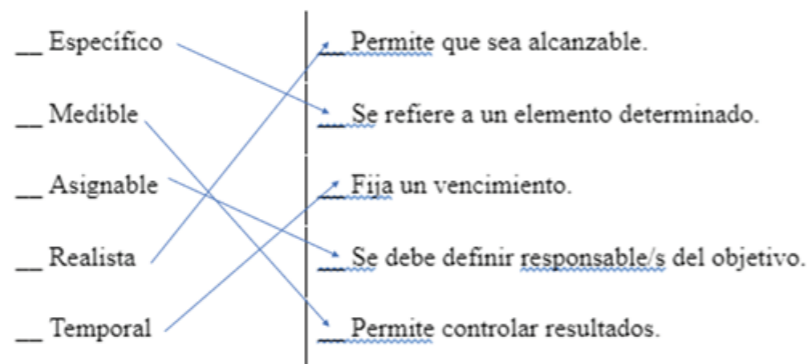 __ Específico
__ Medible
__ Asignable
__ Realista
__ Temporal
__ Permite que sea alcanzable.
__ Se refiere a un elemento determinado.
__ Fija un vencimiento.
__ Se debe definir responsable/s del objetivo.
__ Permite controlar resultados.